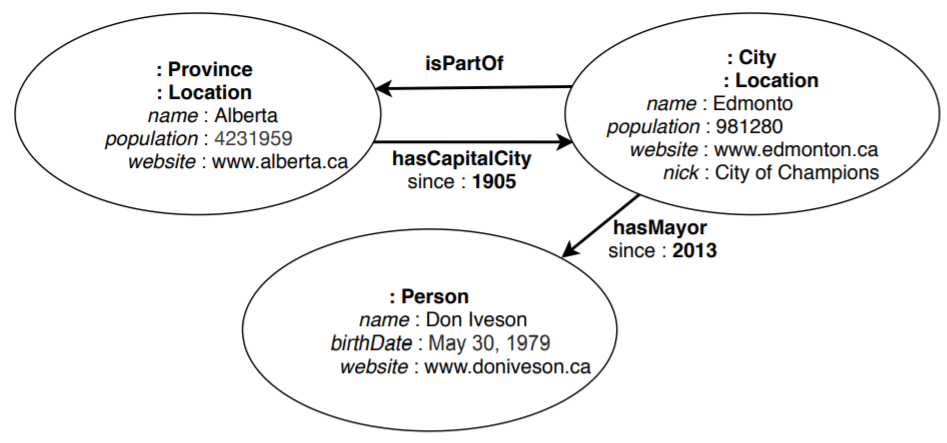 : Province
: Location
name : Alberta
population : 4231959
website : www.alberta.ca
isPartOf
hasCapitalCity
since : 1905
: City
: Location
name : Edmonto
population : 981280
website : www.edmonton.ca
nick : City of Champions
hasMayor
since : 2013
: Person
name : Don Iveson
birthDate : May 30, 1979
website : www.doniveson.ca